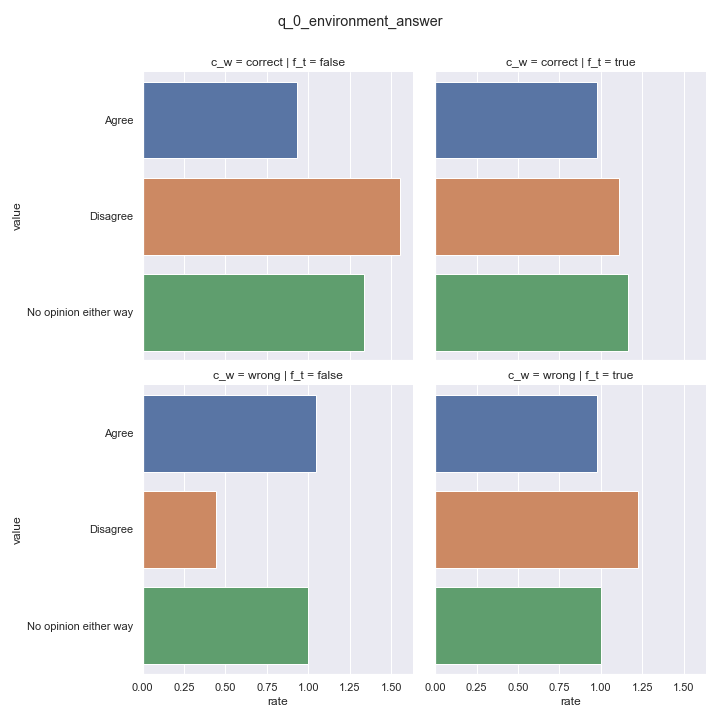 q_0_environment_answer
c_w = correct | f_t = false
c_w = correct | f_t = true
Agree
Disagree
No opinion either way
value
c_w = wrong | f_t = false
c_w = wrong | f_t = true
Agree
Disagree
No opinion either way
value
0.00 0.25 0.50 0.75 1.00 1.25 1.50
rate
0.00 0.25 0.50 0.75 1.00 1.25 1.50
rate